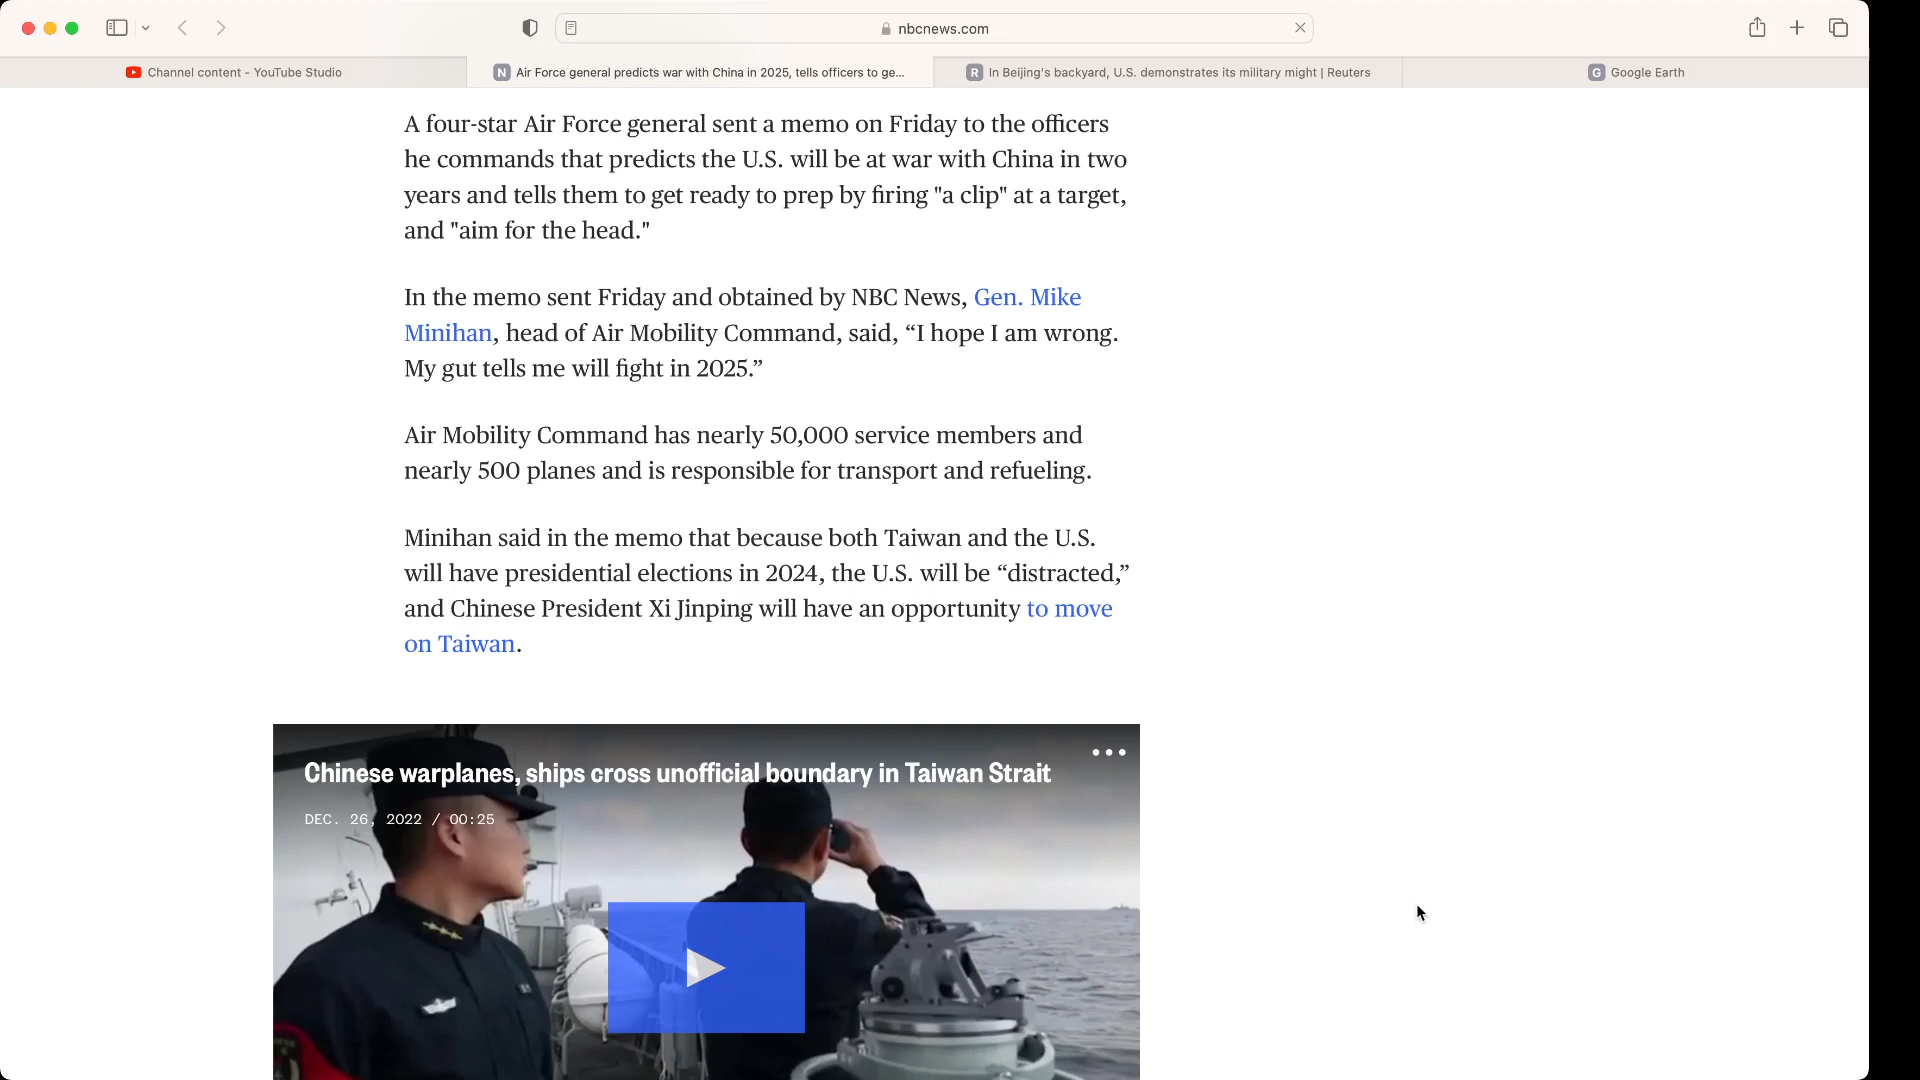 nbcnews.com
Channel content - YouTube Studio
N Air Force general predicts war with China in 2025, tells officers to ge...
R In Beijing's backyard, U.S. demonstrates its military might | Reuters
G Google Earth
A four-star Air Force general sent a memo on Friday to the officers
he commands that predicts the U.S. will be at war with China in two
years and tells them to get ready to prep by firing "a clip" at a target,
and "aim for the head."
In the memo sent Friday and obtained by NBC News, Gen. Mike
Minihan, head of Air Mobility Command, said, “I hope I am wrong.
My gut tells me will fight in 2025.”
Air Mobility Command has nearly 50,000 service members and
nearly 500 planes and is responsible for transport and refueling.
Minihan said in the memo that because both Taiwan and the U.S.
will have presidential elections in 2024, the U.S. will be “distracted,”
and Chinese President Xi Jinping will have an opportunity to move
on Taiwan.
Chinese warplanes, ships cross unofficial boundary in Taiwan Strait
DEC. 26, 2022 / 00:25